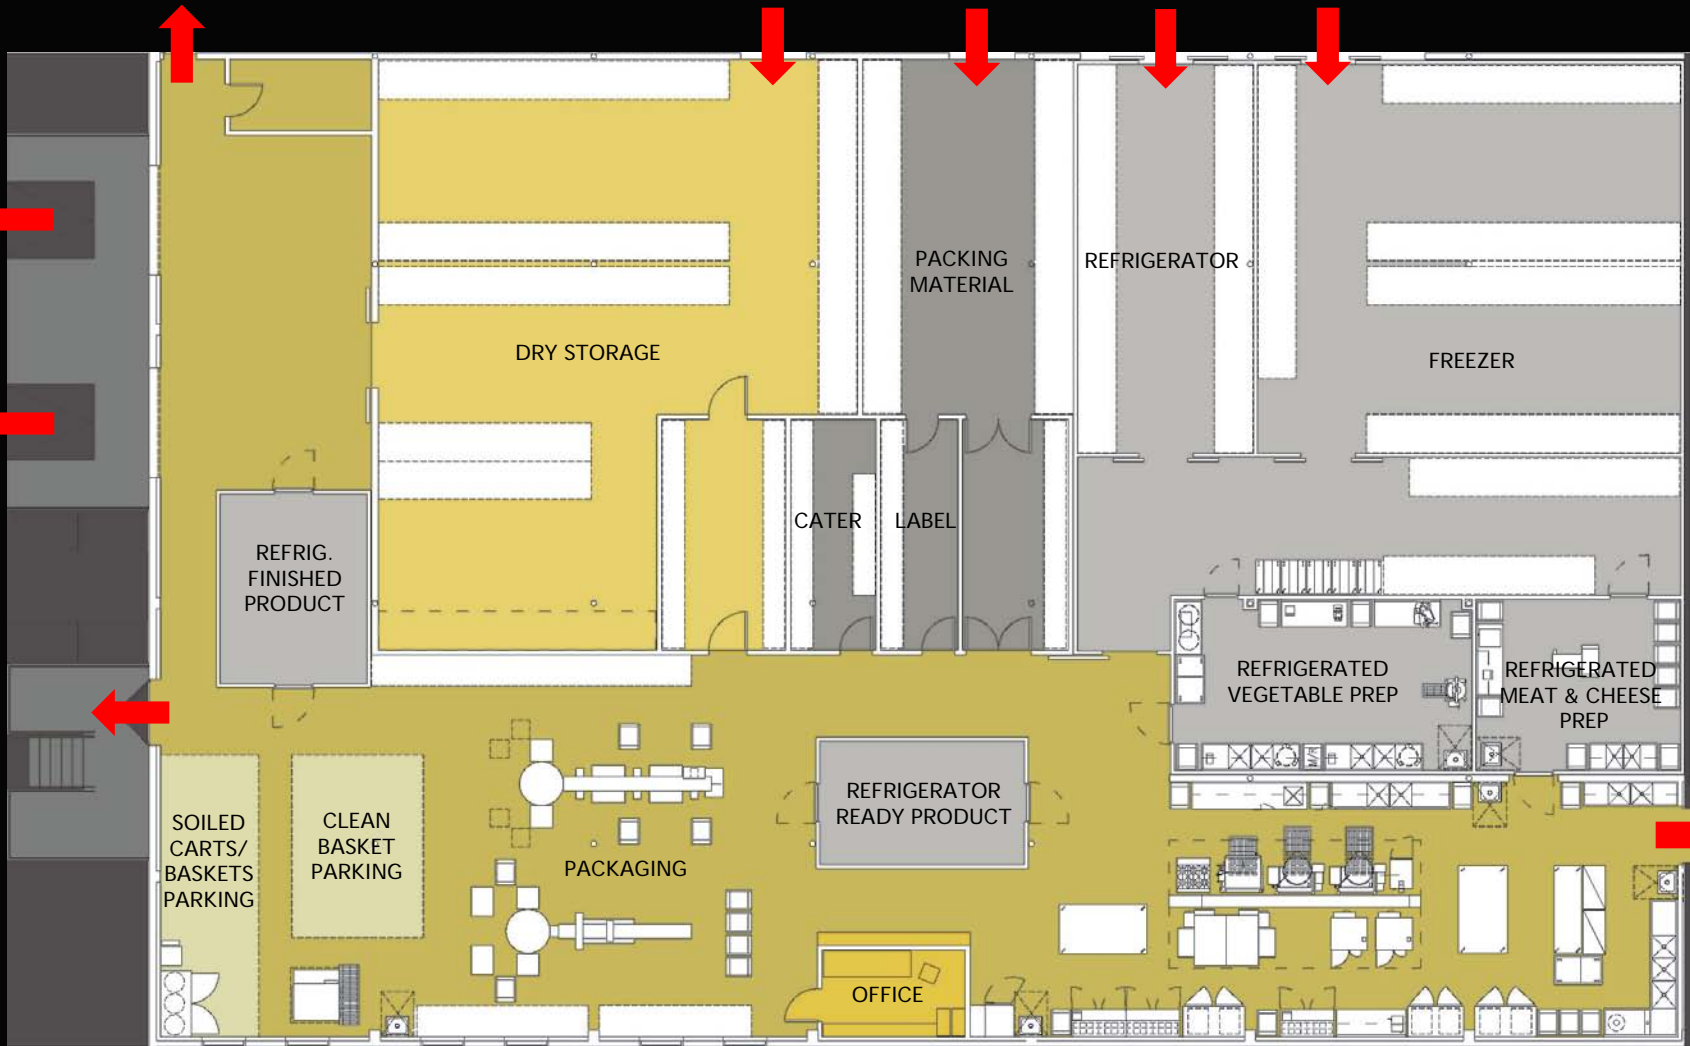 PACKING
MATERIAL
REFRIGERATOR
DRY STORAGE
FREEZER
CATER
LABEL
REFRIG.
FINISHED
PRODUCT
REFRIGERATED
VEGETABLE PREP
REFRIGERATED
MEAT & CHEESE
PREP
REFRIGERATOR
READY PRODUCT
SOILED
CARTS/
BASKETS
PARKING
CLEAN
BASKET
PARKING
PACKAGING
OFFICE